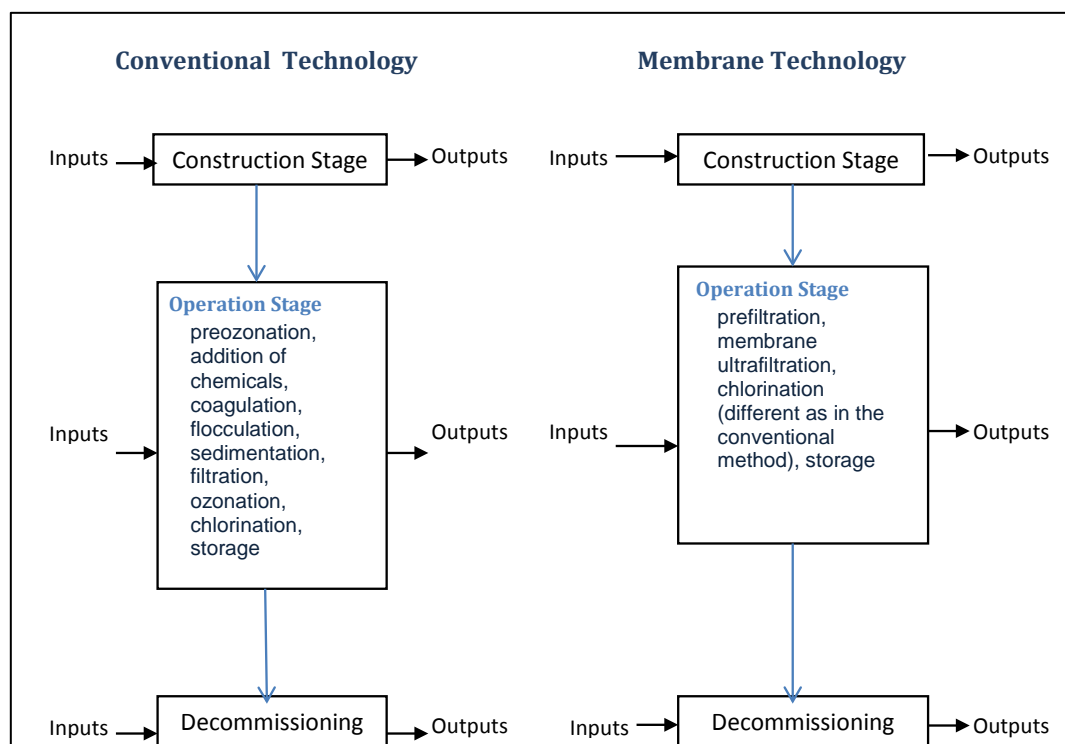 Conventional Technology
Membrane Technology
Inputs
Construction Stage
Outputs
Inputs
Construction Stage
Outputs
Operation Stage
preozonation,
addition of
chemicals,
coagulation,
flocculation,
sedimentation,
filtration,
ozonation,
chlorination,
storage
Inputs
Outputs
Operation Stage
prefiltration,
membrane
ultrafiltration,
chlorination
(different as in the
conventional
method), storage
Inputs
Outputs
Inputs
Decommissioning
Outputs
Inputs
Decommissioning
Outputs